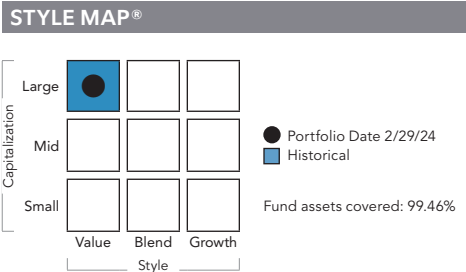 STYLE MAP®
Large
Mid
Small
Capitalization
Value Blend Growth
Style
Portfolio Date 2/29/24
Historical
Fund assets covered: 99.46%